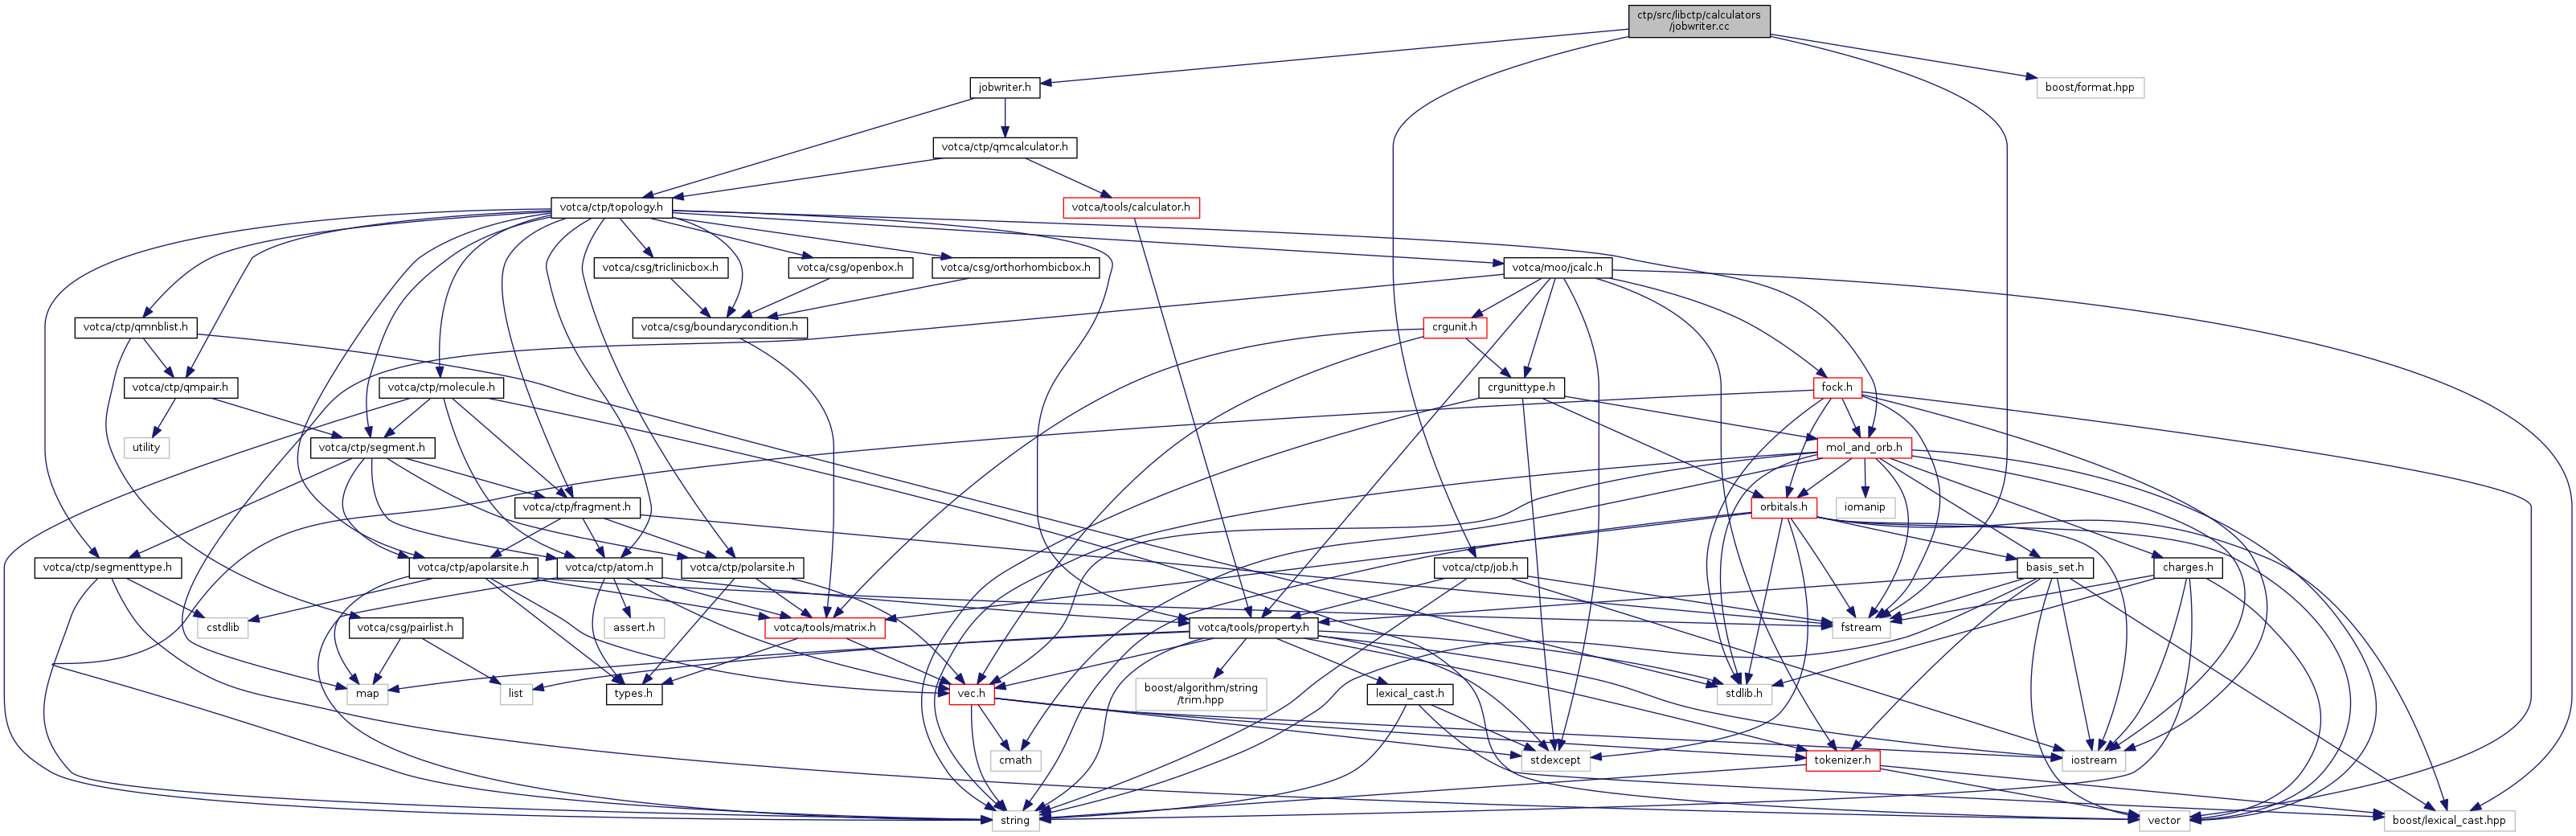 ctp/src/libctp/calculators
/jobwriter.cc
jobwriter.h
boost/format.hpp
votca/ctp/qmcalculator.h
votca/ctp/topology.h
votca/tools/calculator.h
votca/csg/triclinicbox.h
votca/csg/openbox.h
votca/csg/orthorhombicbox.h
votca/moo/jcalc.h
votca/ctp/qmnblist.h
votca/csg/boundarycondition.h
crgunit.h
votca/ctp/qmpair.h
votca/ctp/molecule.h
crgunittype.h
fock.h
utility
votca/ctp/segment.h
mol_and_orb.h
votca/ctp/fragment.h
orbitals.h
iomanip
votca/ctp/segmenttype.h
votca/ctp/apolarsite.h
votca/ctp/atom.h
votca/ctp/polarsite.h
votca/ctp/job.h
basis_set.h
charges.h
cstdlib
votca/csg/pairlist.h
assert.h
votca/tools/matrix.h
votca/tools/property.h
fstream
map
list
types.h
vec.h
boost/algorithm/string
/trim.hpp
lexical_cast.h
stdlib.h
cmath
stdexcept
tokenizer.h
iostream
string
vector
boost/lexical_cast.hpp